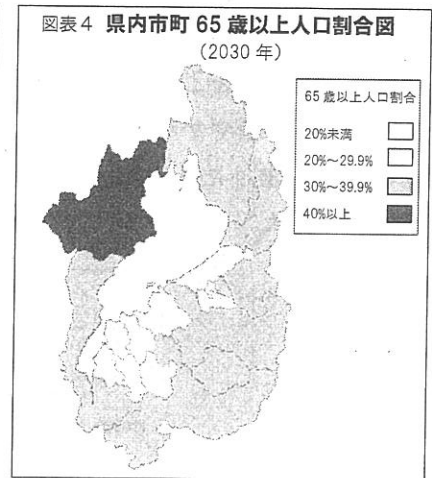 図表4 県内市町 65 歳以上人口割合図
(2030 年)
65 歳以上人口割合
20%未満
20%~29.9%
30%~39.9%
40%以上